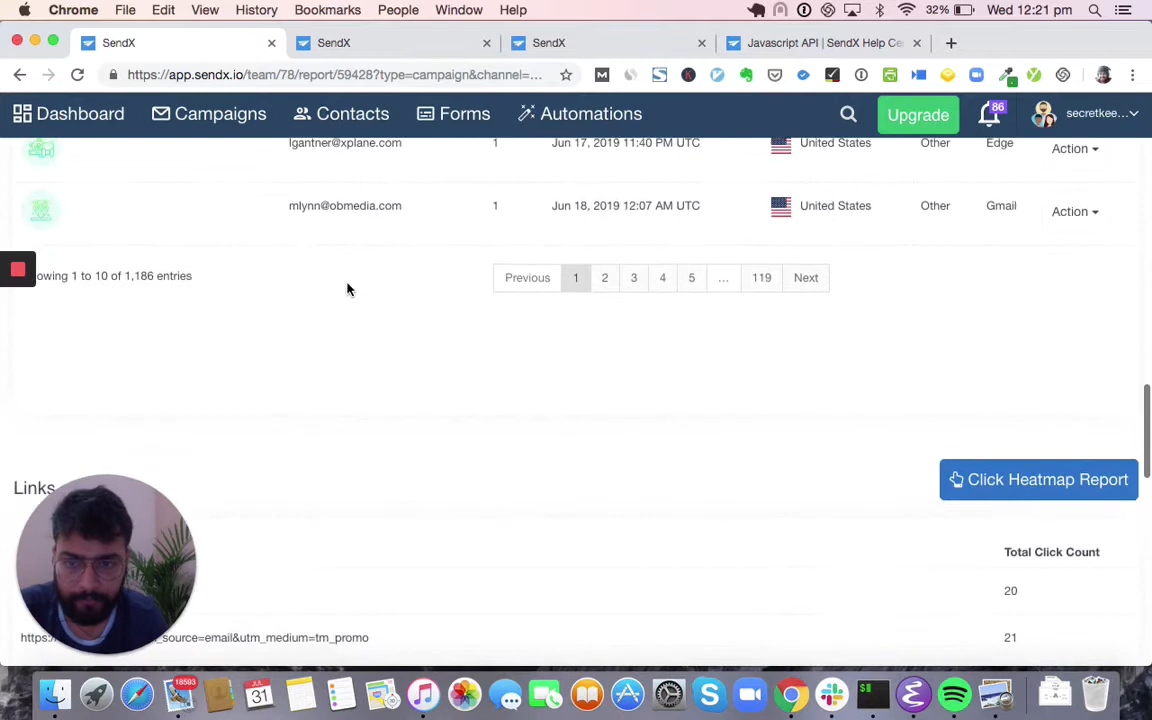 Chrome File Edit View History Bookmarks People Window Help 32% Wed 12:21 pm
SendX SendX SendX Javascript API | SendX Help Ce
https://app.sendx.io/team/78/report/59428?type=campaign&channel=...
Dashboard Campaigns Contacts Forms Automations Upgrade 86 secretkee...
lgantner@xplane.com 1 Jun 17, 2019 11:40 PM UTC United States Other Edge Action
mlynn@obmedia.com 1 Jun 18, 2019 12:07 AM UTC United States Other Gmail Action
owing 1 to 10 of 1,186 entries Previous 1 2 3 4 5 ... 119 Next
Links Click Heatmap Report
Total Click Count
20
https:/ _source=email&utm_medium=tm_promo 21
18593 JUL 31